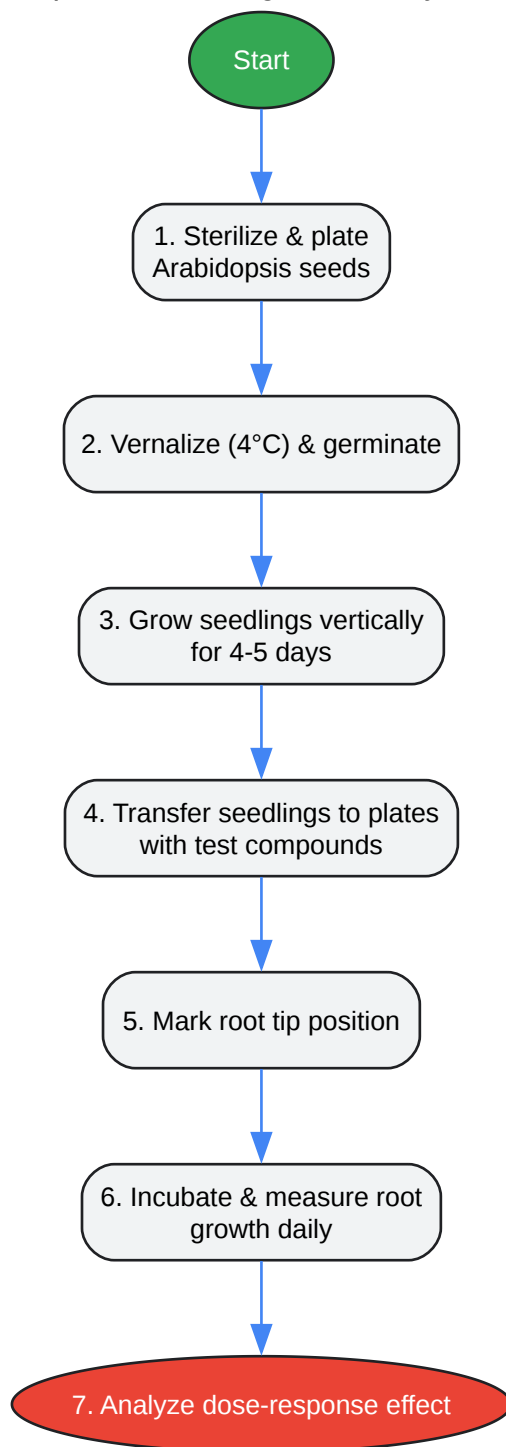 Start
1. Sterilize & plate
Arabidopsis seeds
2. Vernalize (4°C) & germinate
3. Grow seedlings vertically
for 4-5 days
4. Transfer seedlings to plates
with test compounds
5. Mark root tip position
6. Incubate & measure root
growth daily
7. Analyze dose-response effect